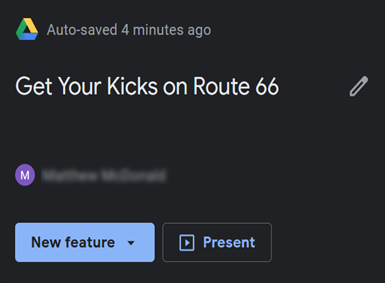 Auto-saved 4 minutes ago
Get Your Kicks on Route 66
M
New feature
Present